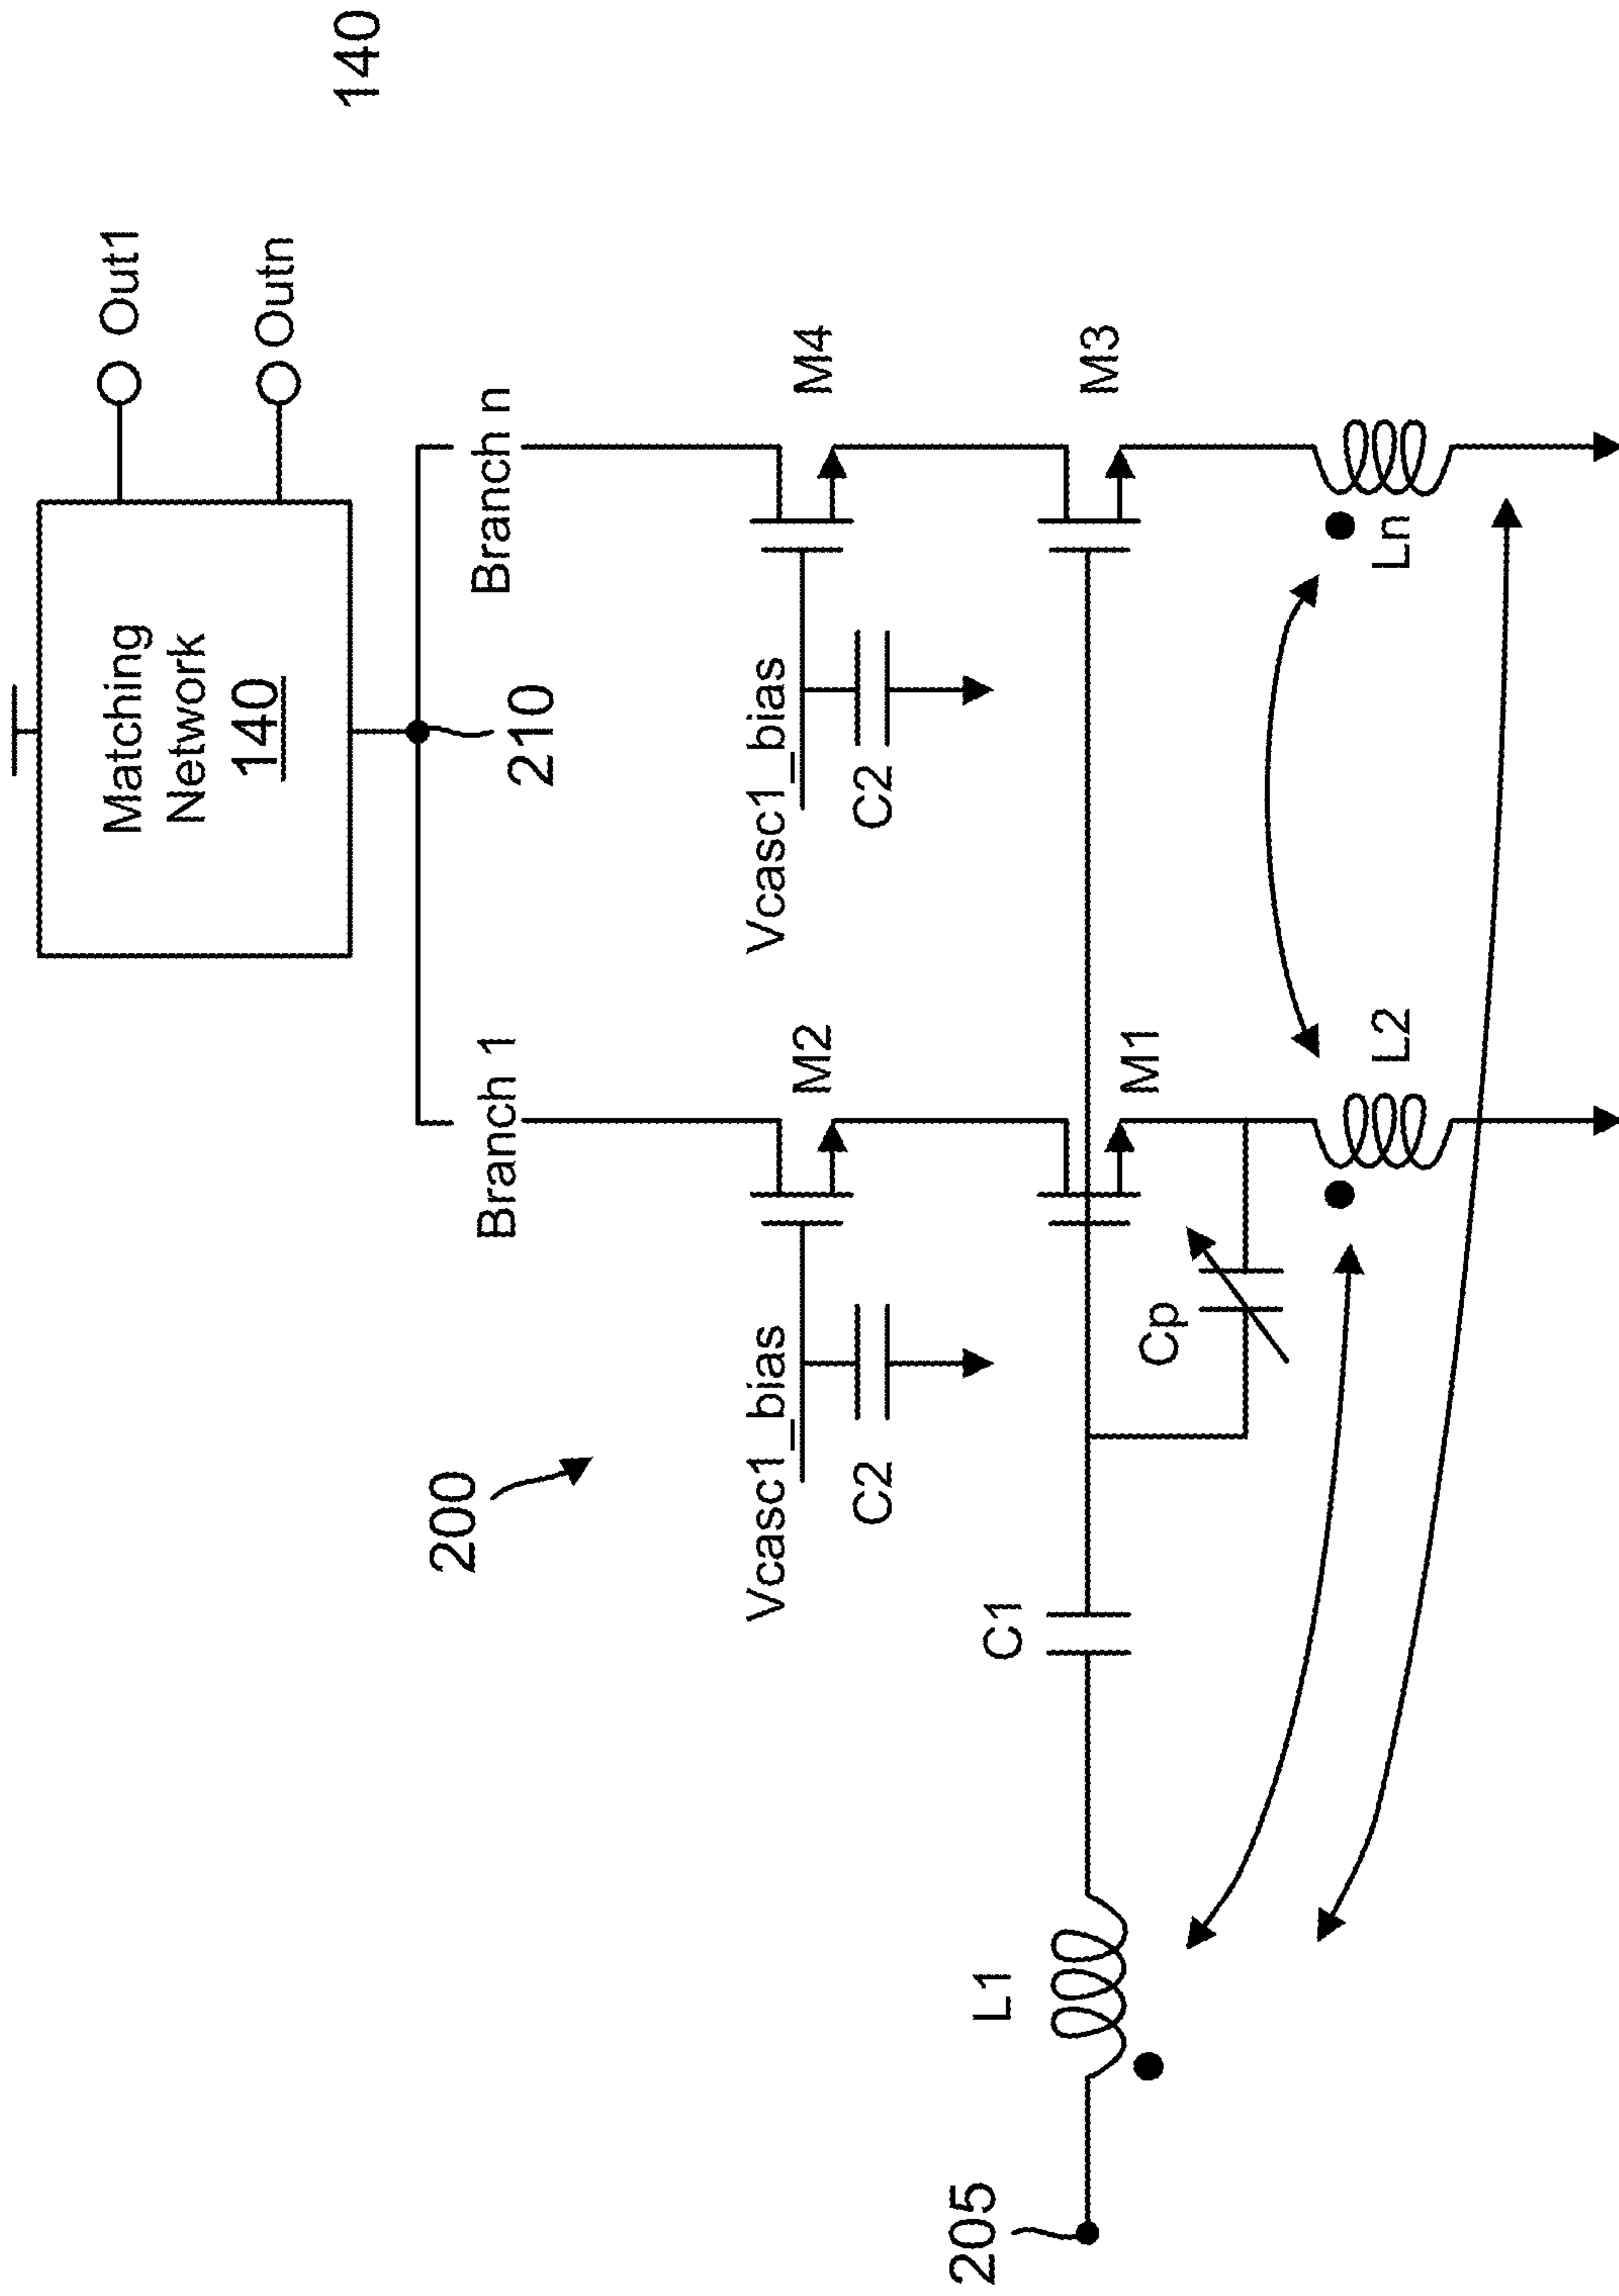 140
Out1
Matching
Network
140
Outn
210
Branch 1
Branch n
200
Vcasc1_bias
M2
Vcasc1_bias
M4
C2
C2
C1
M1
M3
Cp
L1
L2
Ln
205